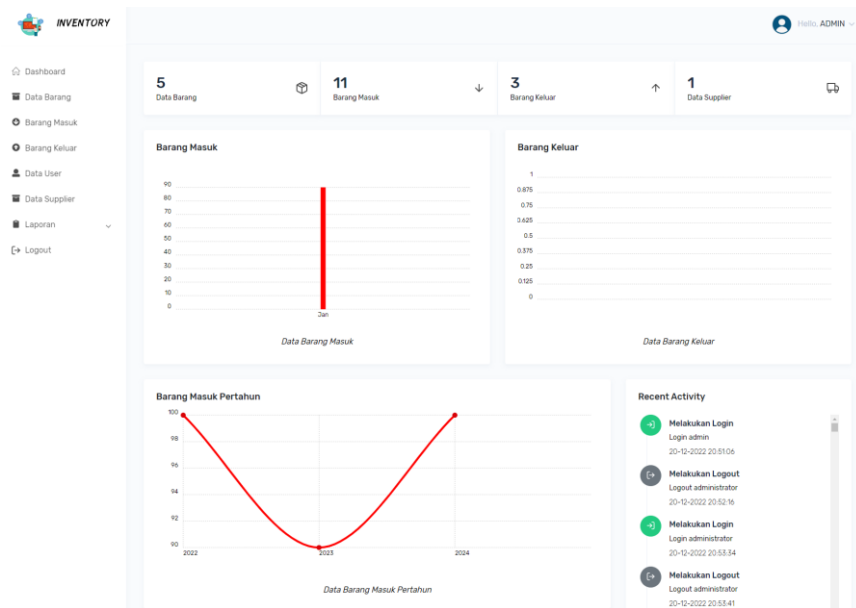 INVENTORY
Hello, ADMIN
Dashboard
Data Barang
Barang Masuk
Barang Keluar
Data User
Data Supplier
Laporan
Logout
5
Data Barang
11
Barang Masuk
3
Barang Keluar
1
Data Supplier
Barang Masuk
90
80
70
60
50
40
30
20
10
0
Jan
Data Barang Masuk
Barang Keluar
1
0.875
0.75
0.625
0.5
0.375
0.25
0.125
0
Data Barang Keluar
Barang Masuk Pertahun
100
98
96
94
92
90
2022
2023
2024
Data Barang Masuk Pertahun
Recent Activity
Melakukan Login
Login admin
20-12-2022 20:51:06
Melakukan Logout
Logout administrator
20-12-2022 20:52:16
Melakukan Login
Login administrator
20-12-2022 20:53:34
Melakukan Logout
Logout administrator
20-12-2022 20:53:41